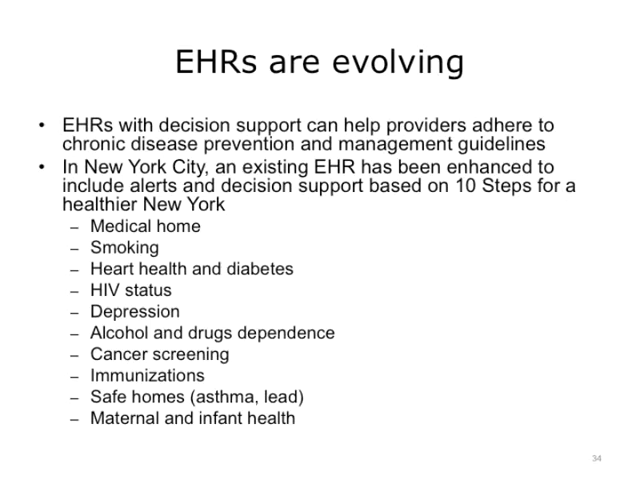 EHRs are evolving
• EHRs with decision support can help providers adhere to
chronic disease prevention and management guidelines
• In New York City, an existing EHR has been enhanced to
include alerts and decision support based on 10 Steps for a
healthier New York
– Medical home
– Smoking
– Heart health and diabetes
– HIV status
– Depression
– Alcohol and drugs dependence
– Cancer screening
– Immunizations
– Safe homes (asthma, lead)
– Maternal and infant health
34